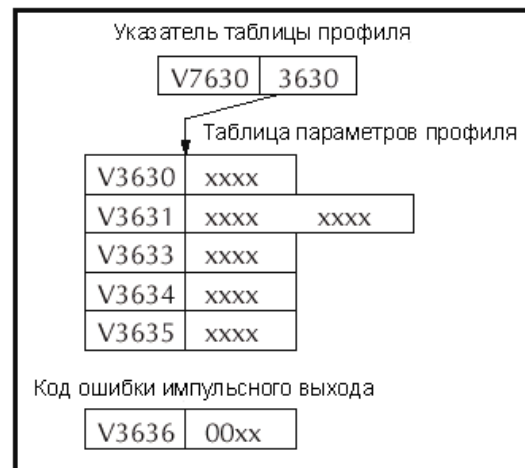 Указатель таблицы профиля
V7630 3630
Таблица параметров профиля
V3630 xxxx
V3631 xxxx xxxx
V3633 xxxx
V3634 xxxx
V3635 xxxx
Код ошибки импульсного выхода
V3636 00xx